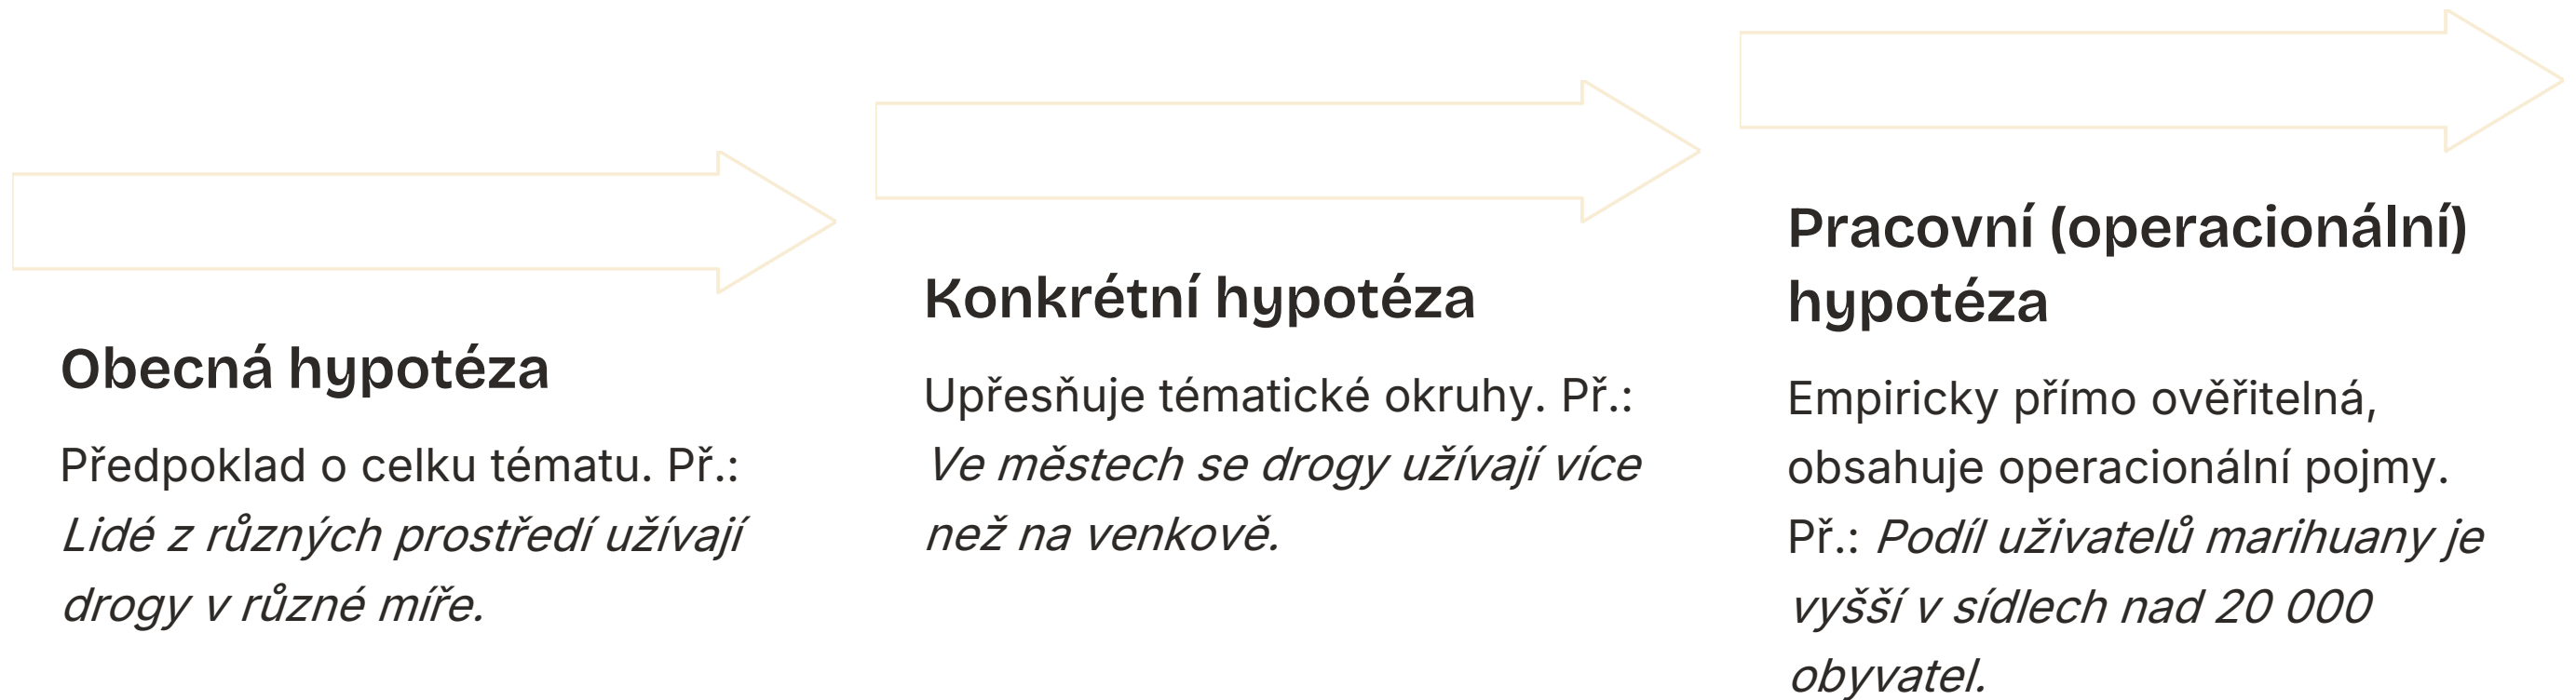 Obecná hypotéza
Předpoklad o celku tématu. Př.:
Lidé z různých prostředí užívají
drogy v různé míře.
Konkrétní hypotéza
Upřesňuje tématické okruhy. Př.:
Ve městech se drogy užívají více
než na venkově.
Pracovní (operacionální)
hypotéza
Empiricky přímo ověřitelná,
obsahuje operacionální pojmy.
Př.: Podíl uživatelů marihuany je
vyšší v sídlech nad 20 000
obyvatel.